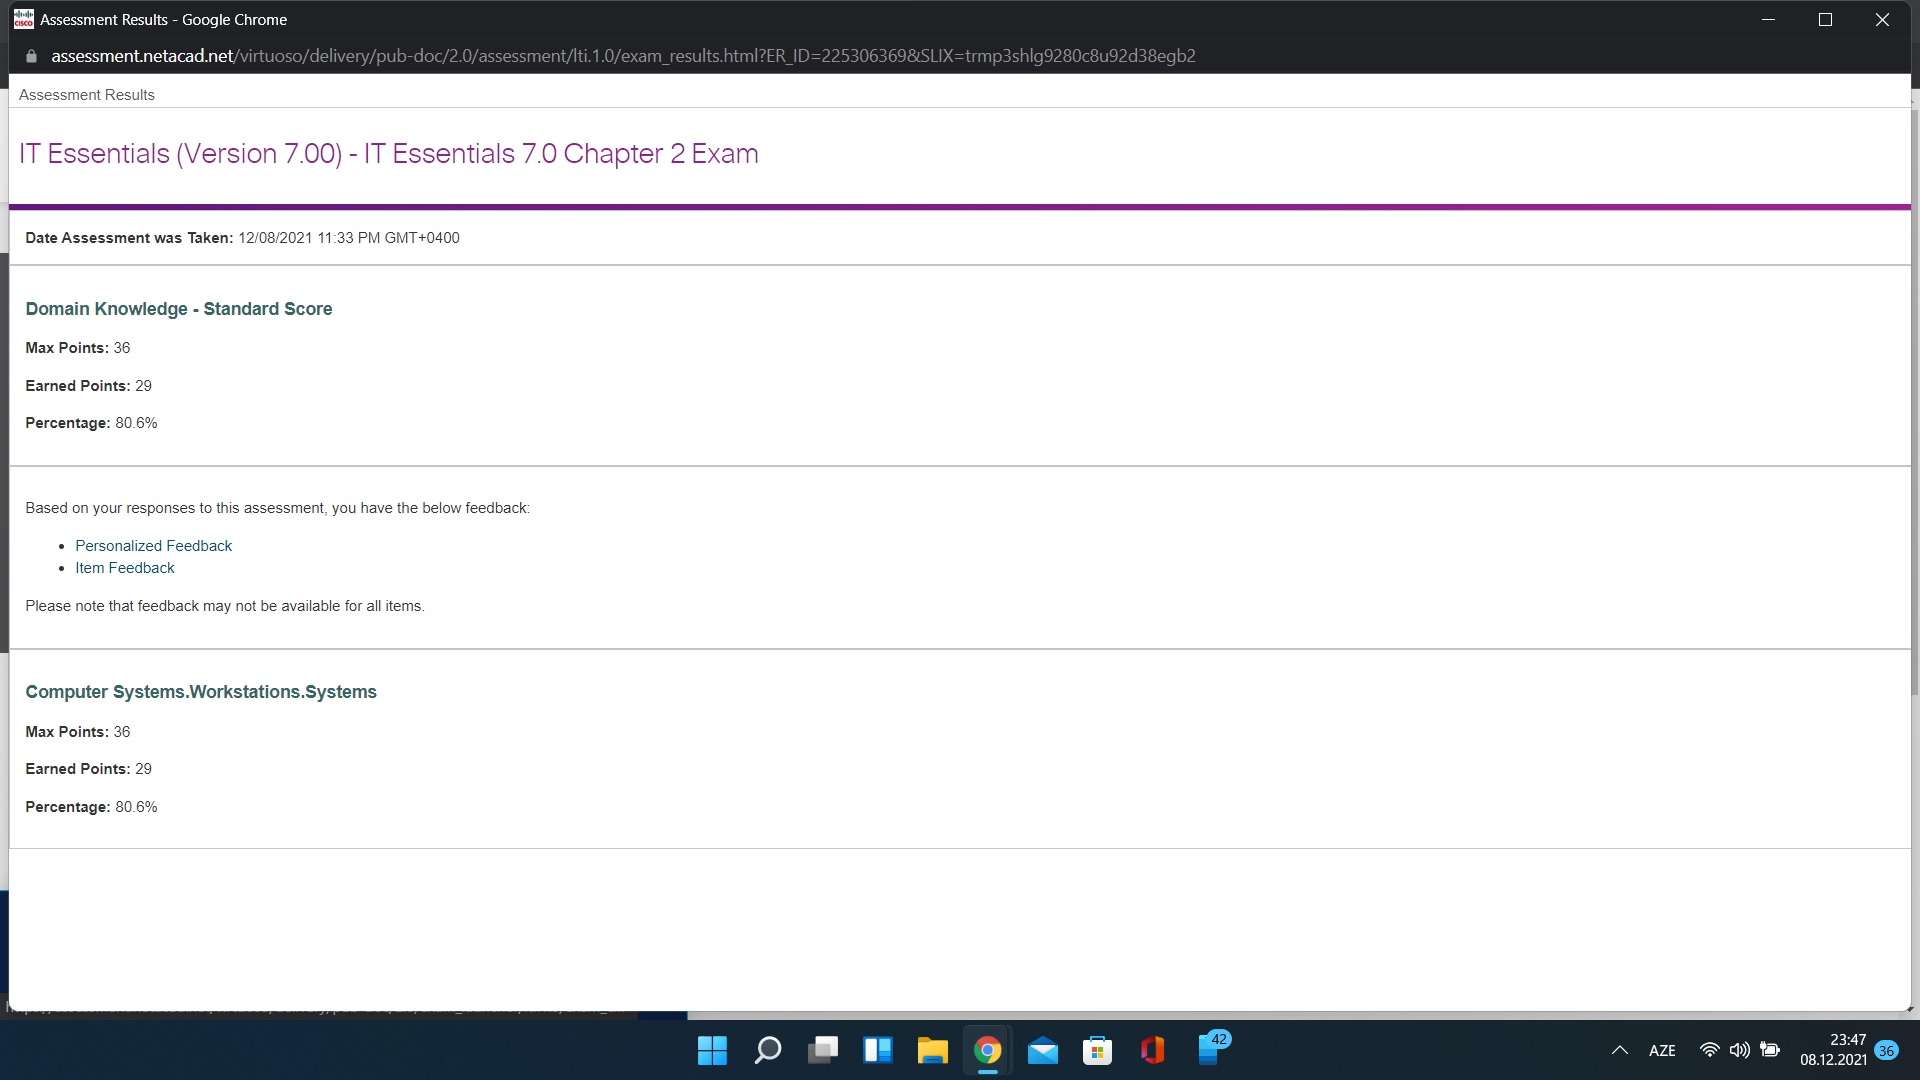 Assessment Results - Google Chrome
assessment.netacad.net/virtuoso/delivery/pub-doc/2.0/assessment/lti.1.0/exam_results.html?ER_ID=225306369&SLIX=trmp3shlg9280c8u92d38egb2
Assessment Results
IT Essentials (Version 7.00) - IT Essentials 7.0 Chapter 2 Exam
Date Assessment was Taken: 12/08/2021 11:33 PM GMT+0400
Domain Knowledge - Standard Score
Max Points: 36
Earned Points: 29
Percentage: 80.6%
Based on your responses to this assessment, you have the below feedback:
• Personalized Feedback
• Item Feedback
Please note that feedback may not be available for all items.
Computer Systems.Workstations.Systems
Max Points: 36
Earned Points: 29
Percentage: 80.6%
42
AZE
23:47
08.12.2021
36